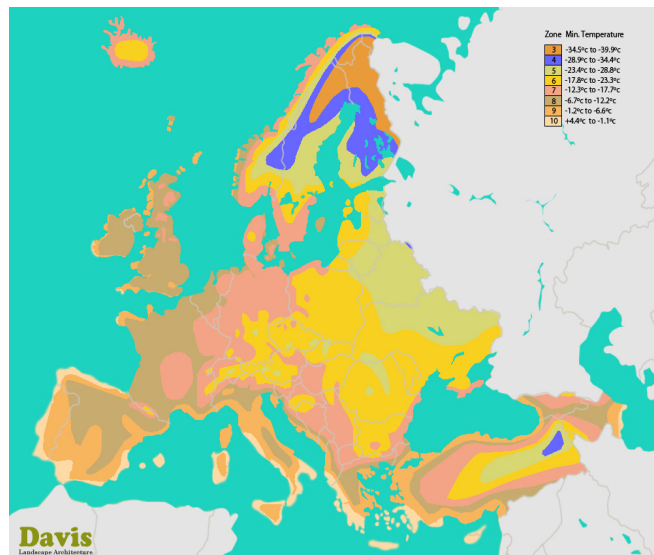 Zone Min. Temperature
3 -34.5ºc to -39.9ºc
4 -28.9ºc to -34.4ºc
5 -23.4ºc to -28.8ºc
6 -17.8ºc to -23.3ºc
7 -12.3ºc to -17.7ºc
8 -6.7ºc to -12.2ºc
9 -1.2ºc to -6.6ºc
10 +4.4ºc to -1.1ºc
Davis
Landscape Architecture